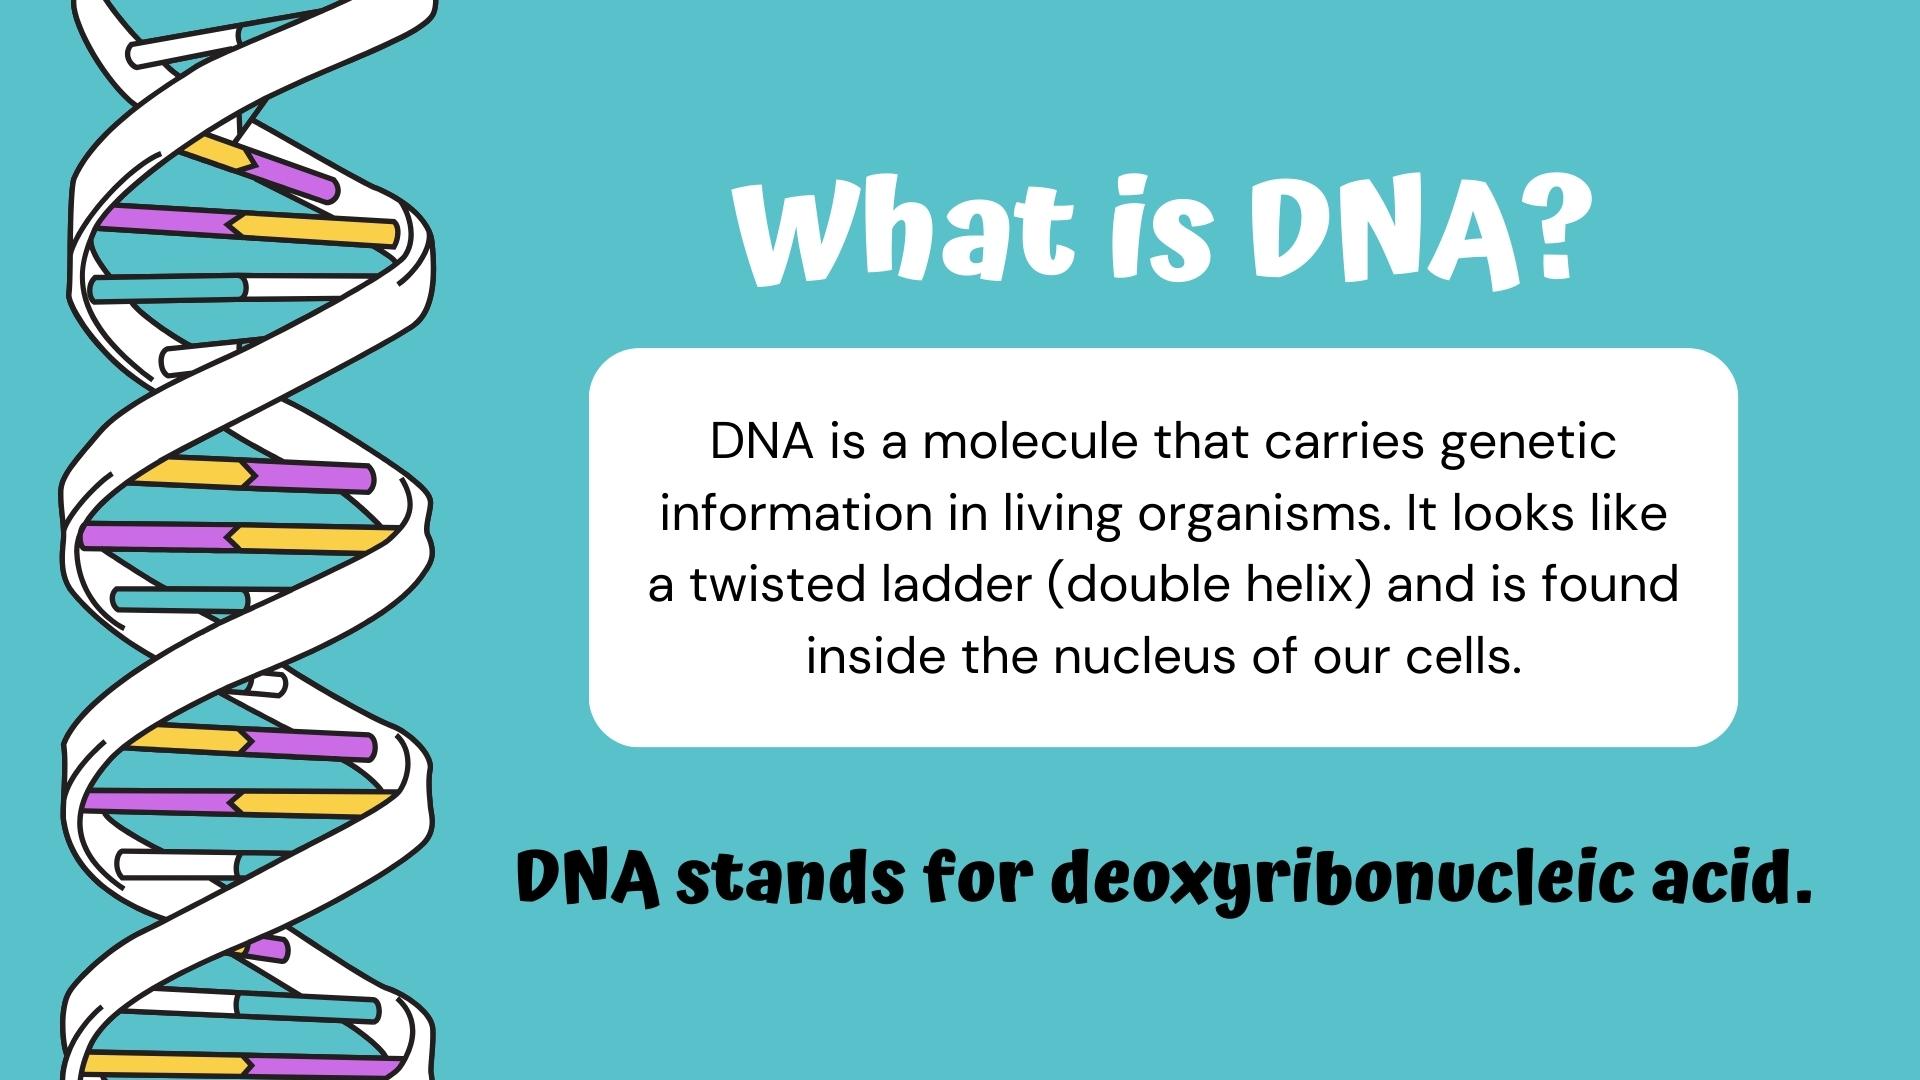 What is DNA?
DNA is a molecule that carries genetic
information in living organisms. It looks like
a twisted ladder (double helix) and is found
inside the nucleus of our cells.
DNA stands for deoxyribonucleic acid.